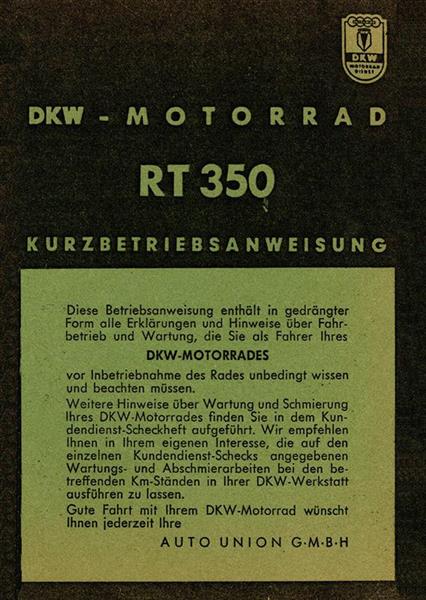 DKW
MOTORRAD
DIENST
DKW - MOTORRAD
RT 350
KURZBETRIEBSANWEISUNG
Diese Betriebsanweisung enthält in gedrängter
Form alle Erklärungen und Hinweise über Fahr-
betrieb und Wartung, die Sie als Fahrer Ihres
DKW-MOTORRADES
vor Inbetriebnahme des Rades unbedingt wissen
und beachten müssen.
Weitere Hinweise über Wartung und Schmierung
Ihres DKW-Motorrades finden Sie in dem Kun-
dendienst-Scheckheft aufgeführt. Wir empfehlen
Ihnen in Ihrem eigenen Interesse, die auf den
einzelnen Kundendienst-Schecks angegebenen
Wartungs- und Abschmierarbeiten bei den be-
treffenden Km-Ständen in Ihrer DKW-Werkstatt
ausführen zu lassen.
Gute Fahrt mit Ihrem DKW-Motorrad wünscht
Ihnen jederzeit Ihre
AUTO UNION G·M·B·H